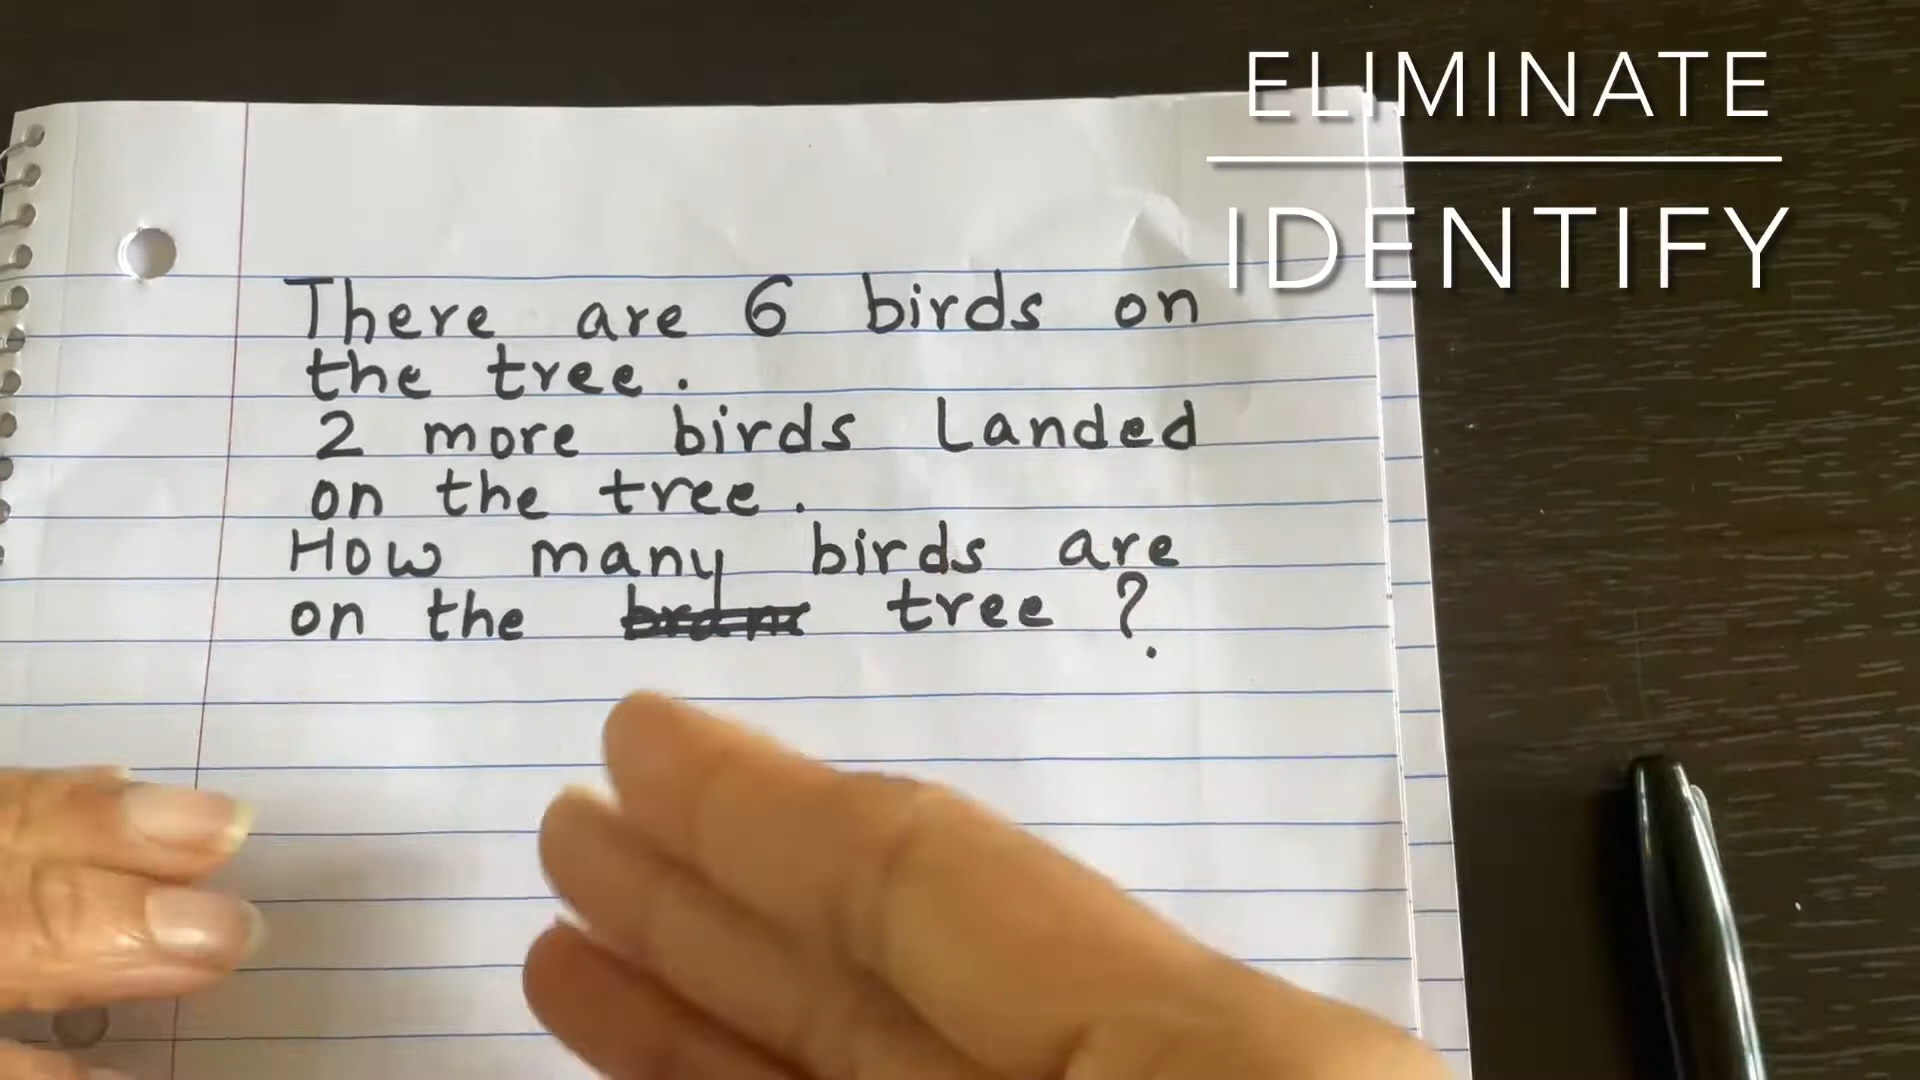 ELIMINATE
IDENTIFY
There are 6 birds on
the tree.
2 more birds Landed
on the tree.
How many birds are
on the tree?